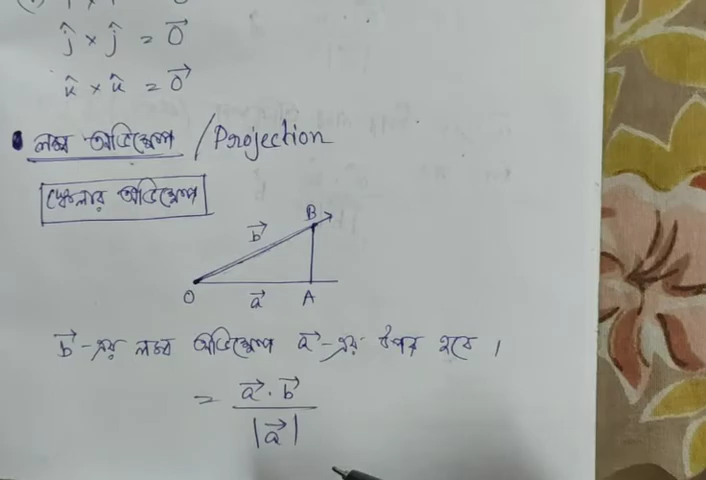 ĵ × ĵ = 0⃗
k̂ × k̂ = 0⃗
• লম্ব অভিক্ষেপ / Projection
স্কেলার অভিক্ষেপ
B
b⃗
O a⃗ A
b⃗ -এর লম্ব অভিক্ষেপ a⃗ -এর উপর হবে ।
= a⃗ · b⃗ / |a⃗|